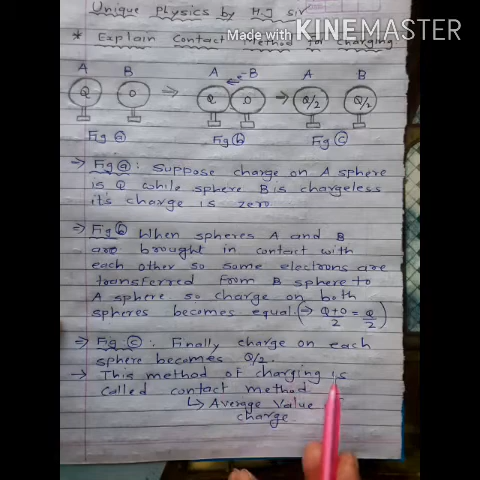 Unique Physics by H.J sir
Made with KINEMASTER
* Explain Contact Method for charging
A B A B A B
Q O ⇒ Q O → Q/2 Q/2
Fig ⓐ Fig ⓑ Fig ⓒ
⇒ Fig ⓐ: Suppose charge on A sphere
is Q while sphere B is chargeless
it's charge is zero
⇒ Fig ⓑ When spheres A and B
are brought in contact with
each other so some electrons are
transferred from B sphere to
A sphere so charge on both
spheres becomes equal (⇒ Q+0/2 = Q/2)
⇒ Fig ⓒ: Finally charge on each
sphere becomes Q/2.
→ This method of charging is
called contact method
↳ Average Value
charge